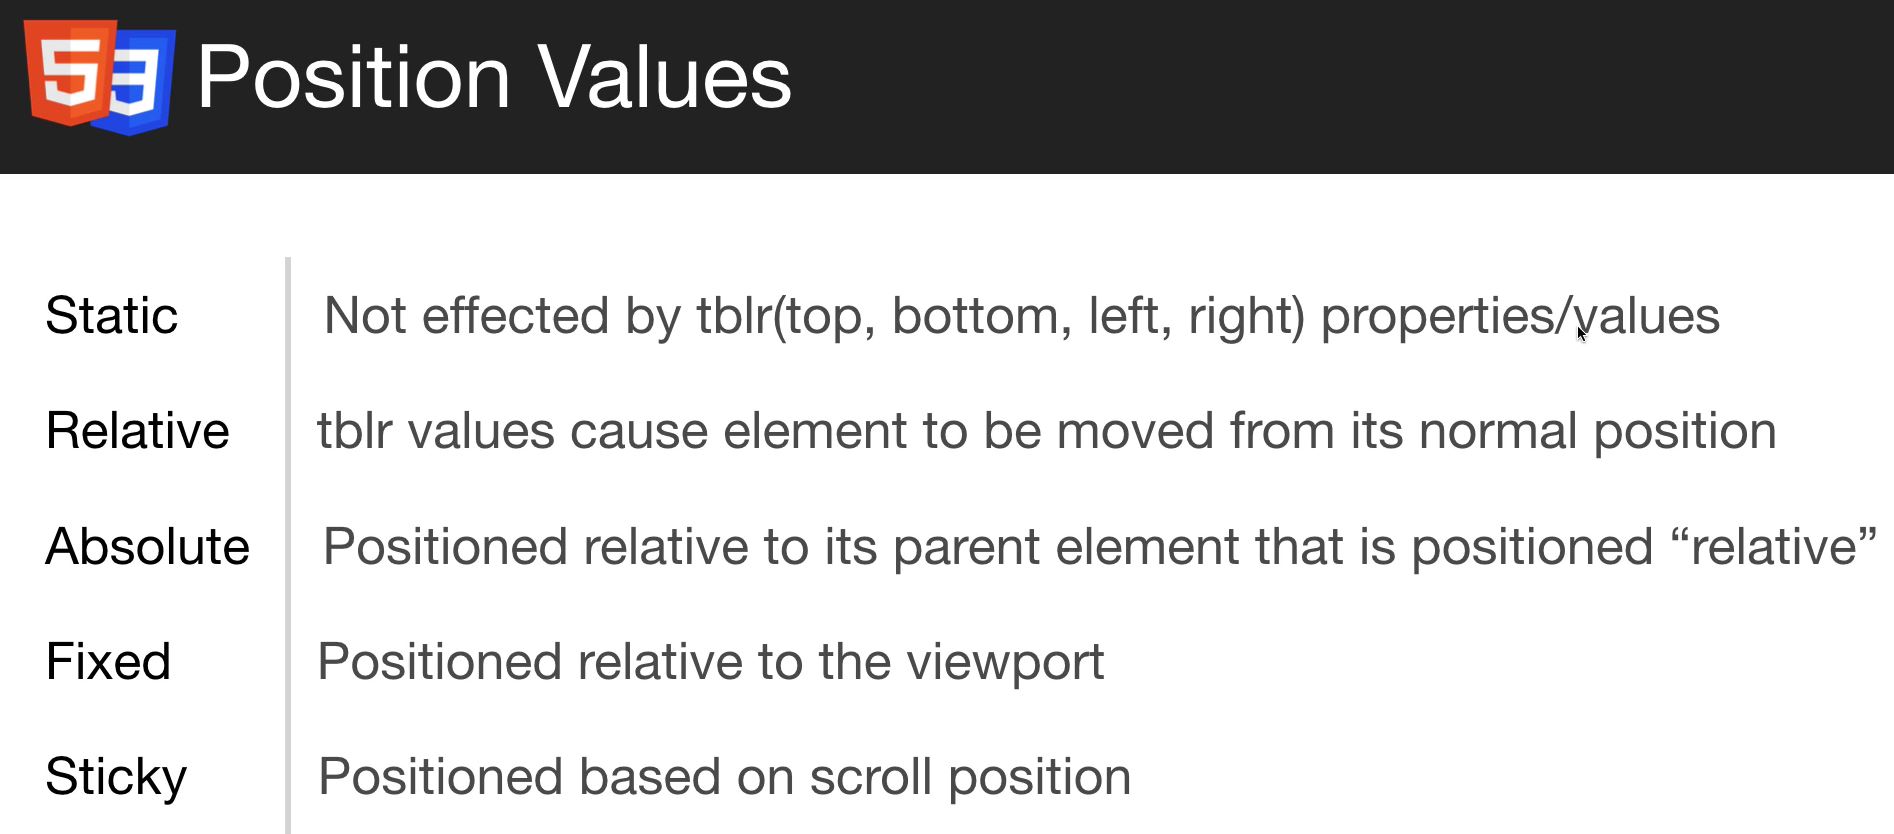 5 3 Position Values
Static Not effected by tblr(top, bottom, left, right) properties/values
Relative tblr values cause element to be moved from its normal position
Absolute Positioned relative to its parent element that is positioned “relative”
Fixed Positioned relative to the viewport
Sticky Positioned based on scroll position